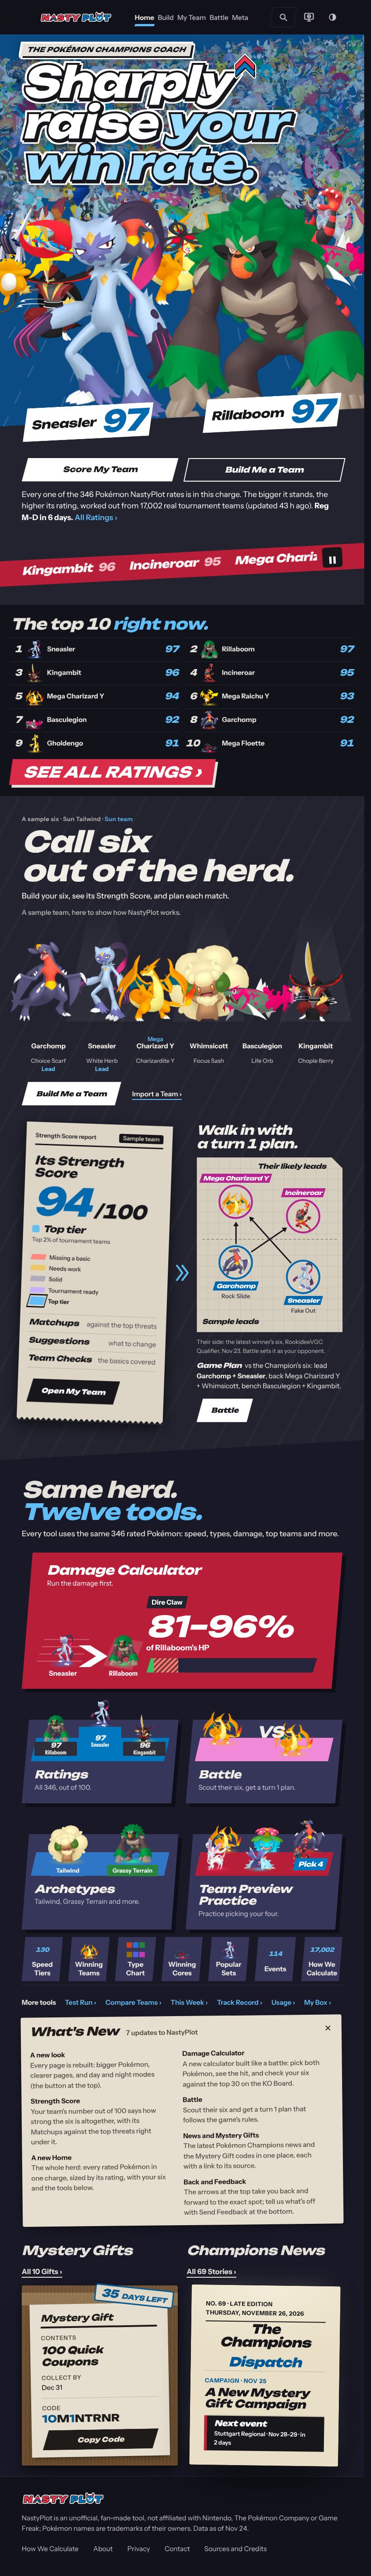 NASTY PLOT
Home Build My Team Battle Meta
THE POKÉMON CHAMPIONS COACH
Sharply
raise your
win rate.
Sneasler 97
Rillaboom 97
Score My Team
Build Me a Team
Every one of the 346 Pokémon NastyPlot rates is in this charge. The bigger it stands, the
higher its rating, worked out from 17,002 real tournament teams (updated 43 h ago). Reg
M-D in 6 days. All Ratings ›
Kingambit 96 Incineroar 95 Mega Chariz
The top 10 right now.
1 Sneasler 97
2 Rillaboom 97
3 Kingambit 96
4 Incineroar 95
5 Mega Charizard Y 94
6 Mega Raichu Y 93
7 Basculegion 92
8 Garchomp 92
9 Gholdengo 91
10 Mega Floette 91
SEE ALL RATINGS ›
A sample six · Sun Tailwind · Sun team
Call six
out of the herd.
Build your six, see its Strength Score, and plan each match.
A sample team, here to show how NastyPlot works.
Garchomp
Choice Scarf
Lead
Sneasler
White Herb
Lead
Mega
Charizard Y
Charizardite Y
Whimsicott
Focus Sash
Basculegion
Life Orb
Kingambit
Chople Berry
Build Me a Team
Import a Team ›
Strength Score report
Sample team
Its Strength
Score
94/100
Top tier
Top 2% of tournament teams
Missing a basic
Needs work
Solid
Tournament ready
Top tier
Matchups against the top threats
Suggestions what to change
Team Checks the basics covered
Open My Team
Walk in with
a turn 1 plan.
Their likely leads
Mega Charizard Y
Incineroar
Garchomp
Rock Slide
Sneasler
Fake Out
Sample leads
Their side: the latest winner's six, RookideeVGC
Qualifier, Nov 23. Battle sets it as your opponent.
Game Plan vs the Champion's six: lead
Garchomp + Sneasler, back Mega Charizard Y
+ Whimsicott, bench Basculegion + Kingambit.
Battle
Same herd.
Twelve tools.
Every tool uses the same 346 rated Pokémon: speed, types, damage, top teams and more.
Damage Calculator
Run the damage first.
Dire Claw
81–96%
of Rillaboom's HP
Sneasler
Rillaboom
97
Rillaboom
97
Sneasler
96
Kingambit
Ratings
All 346, out of 100.
VS
Battle
Scout their six, get a turn 1 plan.
Tailwind
Grassy Terrain
Archetypes
Tailwind, Grassy Terrain and more.
Pick 4
Team Preview
Practice
Practice picking your four.
130
Speed
Tiers
Winning
Teams
Type
Chart
Winning
Cores
Popular
Sets
114
Events
17,002
How We
Calculate
More tools Test Run › Compare Teams › This Week › Track Record › Usage › My Box ›
What's New 7 updates to NastyPlot
A new look
Every page is rebuilt: bigger Pokémon,
clearer pages, and day and night modes
(the button at the top).
Strength Score
Your team's number out of 100 says how
strong the six is altogether, with its
Matchups against the top threats right
under it.
A new Home
The whole herd: every rated Pokémon in
one charge, sized by its rating, with your six
and the tools below.
Damage Calculator
A new calculator built like a battle: pick both
Pokémon, see the hit, and check your six
against the top 30 on the KO Board.
Battle
Scout their six and get a turn 1 plan that
follows the game's rules.
News and Mystery Gifts
The latest Pokémon Champions news and
the Mystery Gift codes in one place, each
with a link to its source.
Back and Feedback
The arrows at the top take you back and
forward to the exact spot; tell us what's off
with Send Feedback at the bottom.
Mystery Gifts
All 10 Gifts ›
35 DAYS LEFT
Mystery Gift
CONTENTS
100 Quick
Coupons
COLLECT BY
Dec 31
CODE
10M1NTRNR
Copy Code
Champions News
All 69 Stories ›
NO. 69 · LATE EDITION
THURSDAY, NOVEMBER 26, 2026
The
Champions
Dispatch
CAMPAIGN · NOV 25
A New Mystery
Gift Campaign
Next event
Stuttgart Regional · Nov 28–29 · in
2 days
NASTY PLOT
NastyPlot is an unofficial, fan-made tool, not affiliated with Nintendo, The Pokémon Company or Game
Freak; Pokémon names are trademarks of their owners. Data as of Nov 24.
How We Calculate About Privacy Contact Sources and Credits